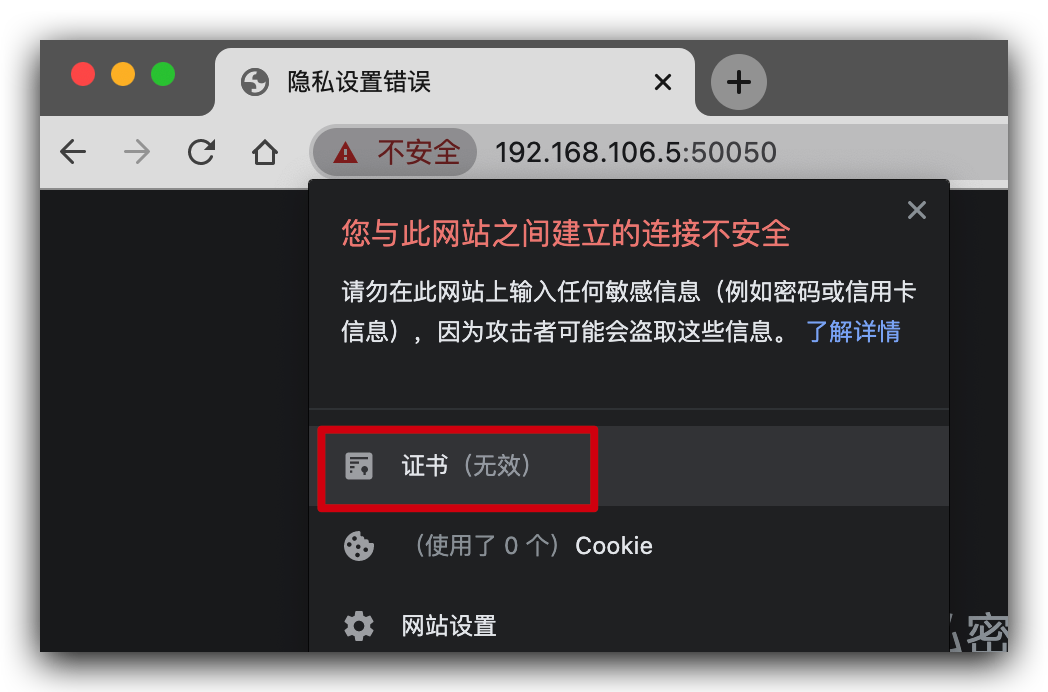 隐私设置错误
不安全 192.168.106.5:50050
您与此网站之间建立的连接不安全
请勿在此网站上输入任何敏感信息（例如密码或信用卡
信息），因为攻击者可能会盗取这些信息。 了解详情
证书（无效）
（使用了 0 个） Cookie
网站设置
密